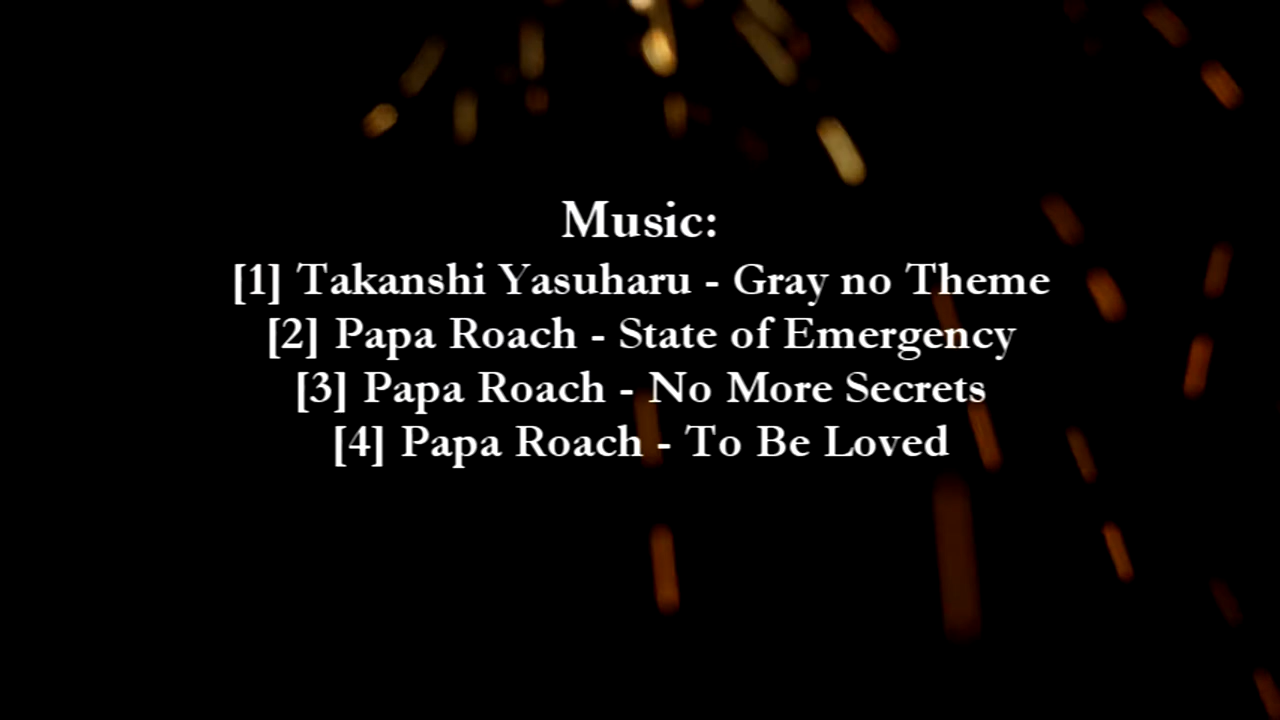 Music:
[1] Takanshi Yasuharu - Gray no Theme
[2] Papa Roach - State of Emergency
[3] Papa Roach - No More Secrets
[4] Papa Roach - To Be Loved